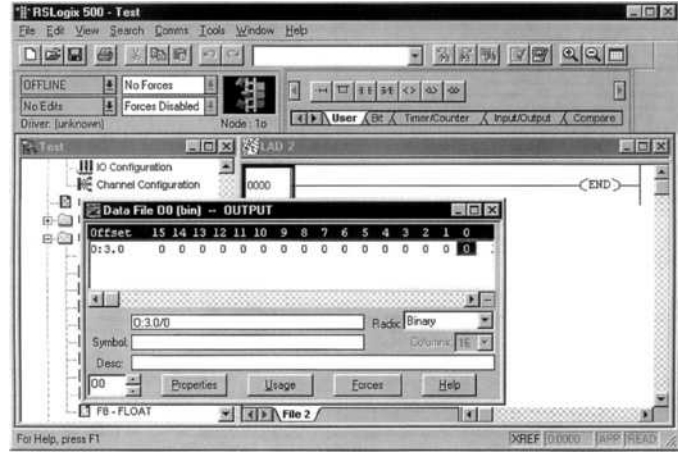 RSLogix 500 - Test
File Edit View Search Comms Tools Window Help
OFFLINE No Forces
No Edits Forces Disabled
Driver: (unknown) Node: 1o
User Bit Timer/Counter Input/Output Compare
Test
LAD 2
IO Configuration
Channel Configuration
0000
END
Data File O0 (bin) -- OUTPUT
Offset 15 14 13 12 11 10 9 8 7 6 5 4 3 2 1 0
O:3.0 0 0 0 0 0 0 0 0 0 0 0 0 0 0 0 0
O:3.0/0
Radix: Binary
Symbol:
Columns: 16
Desc:
O0
Properties Usage Forces Help
F8 - FLOAT
File 2
For Help, press F1
XREF 0:0000 APP READ